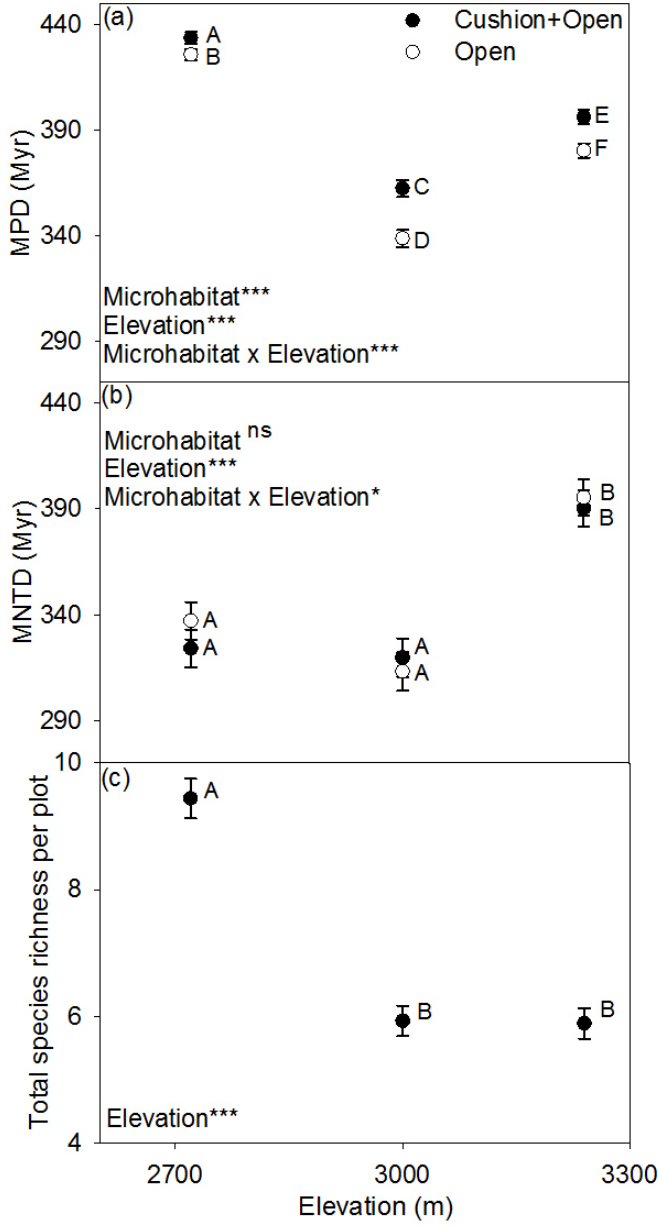 (a)
Cushion+Open
Open
440
390
340
290
MPD (Myr)
A
B
C
D
E
F
Microhabitat***
Elevation***
Microhabitat x Elevation***
(b)
440
390
340
290
MNTD (Myr)
Microhabitat ns
Elevation***
Microhabitat x Elevation*
A
A
A
A
B
B
(c)
10
8
6
4
Total species richness per plot
A
B
B
Elevation***
2700
3000
3300
Elevation (m)